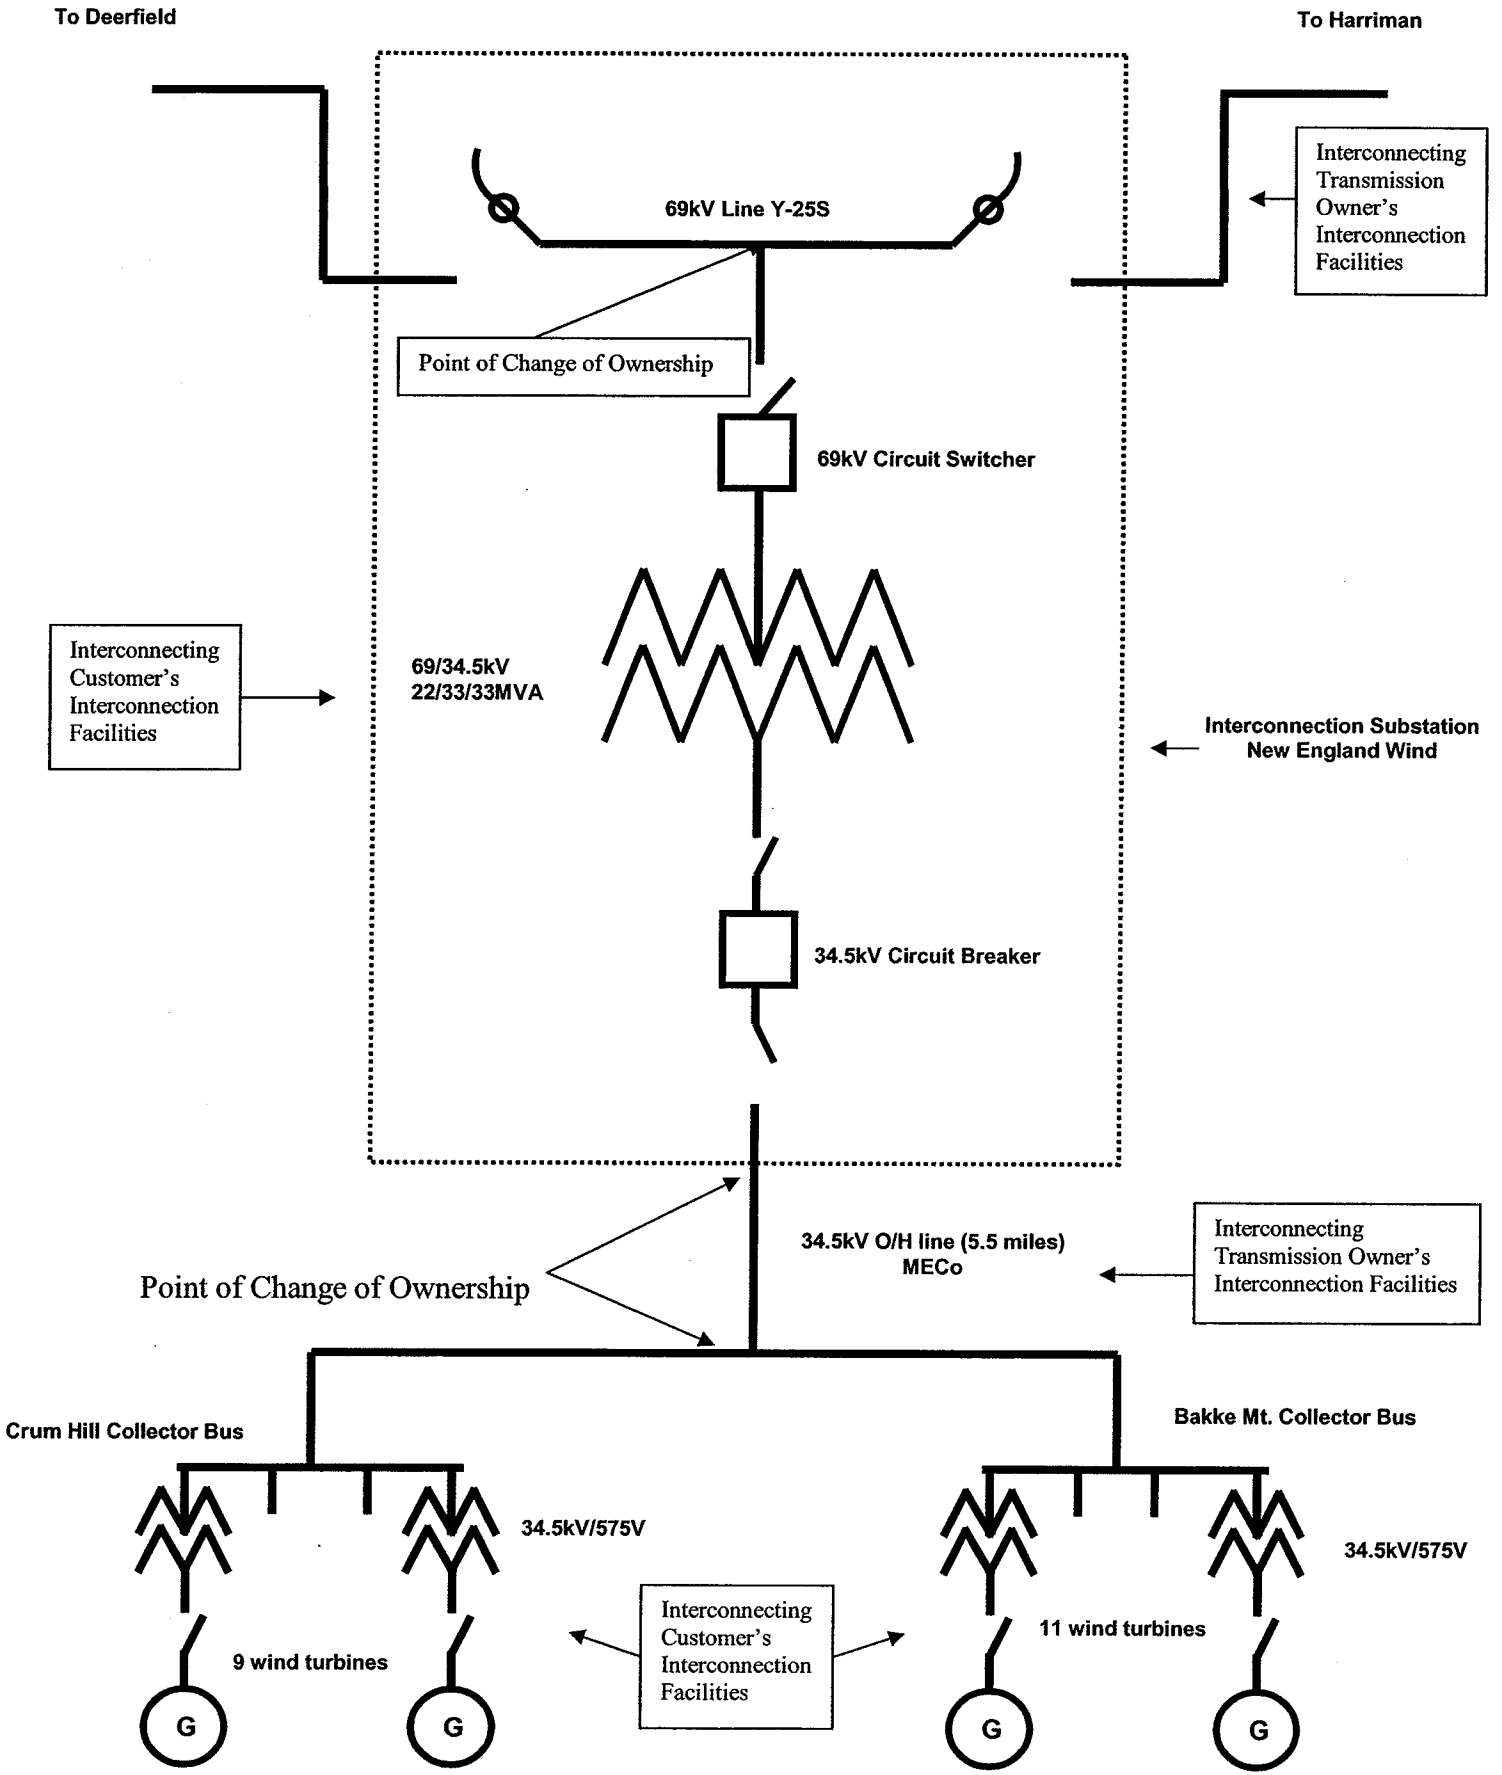 To Deerfield
To Harriman
Interconnecting
Transmission
Owner's
Interconnection
Facilities
69kV Line Y-25S
Point of Change of Ownership
69kV Circuit Switcher
Interconnecting
Customer's
Interconnection
Facilities
69/34.5kV
22/33/33MVA
Interconnection Substation
New England Wind
34.5kV Circuit Breaker
34.5kV O/H line (5.5 miles)
MECo
Interconnecting
Transmission Owner's
Interconnection Facilities
Point of Change of Ownership
Crum Hill Collector Bus
Bakke Mt. Collector Bus
34.5kV/575V
34.5kV/575V
Interconnecting
Customer's
Interconnection
Facilities
9 wind turbines
11 wind turbines
G
G
G
G